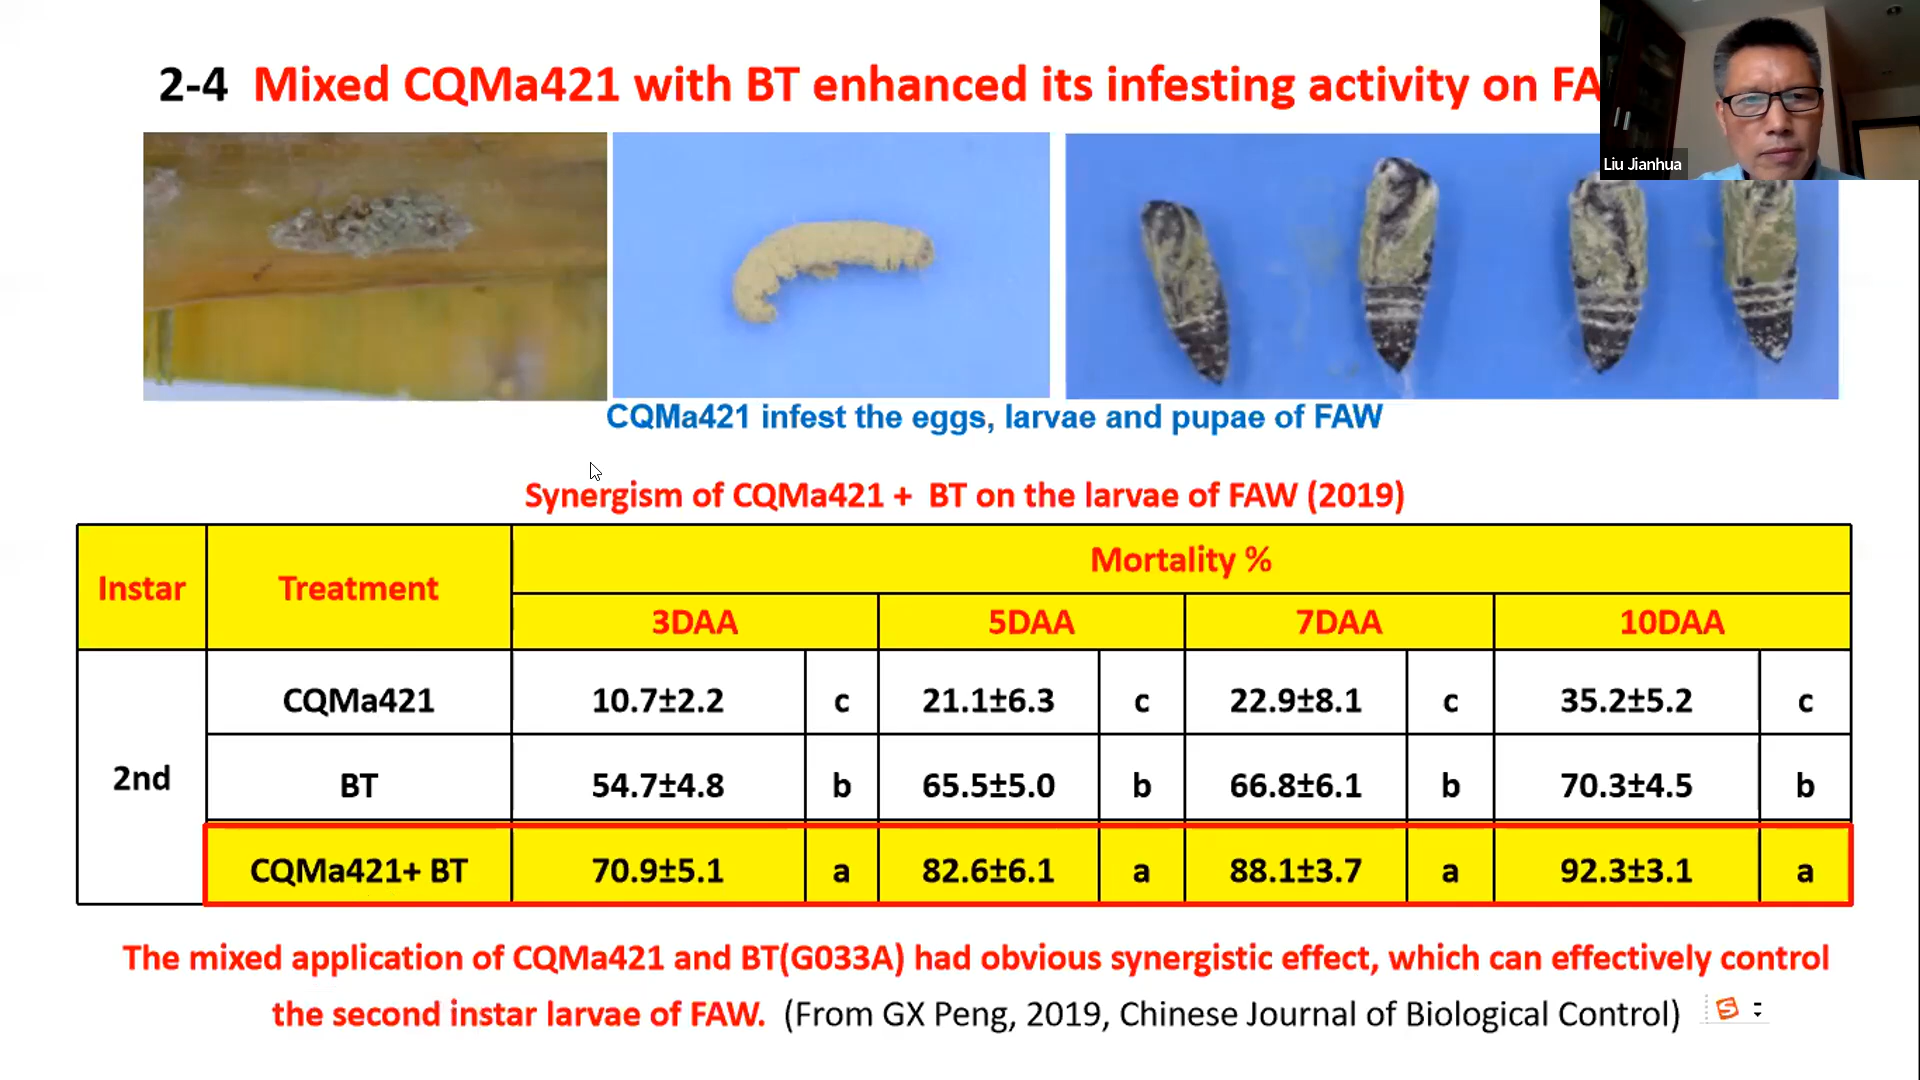 2-4 Mixed CQMa421 with BT enhanced its infesting activity on FA
Liu Jianhua
CQMa421 infest the eggs, larvae and pupae of FAW
Synergism of CQMa421 + BT on the larvae of FAW (2019)
Instar Treatment Mortality %
3DAA 5DAA 7DAA 10DAA
2nd
CQMa421 10.7±2.2 c 21.1±6.3 c 22.9±8.1 c 35.2±5.2 c
BT 54.7±4.8 b 65.5±5.0 b 66.8±6.1 b 70.3±4.5 b
CQMa421+ BT 70.9±5.1 a 82.6±6.1 a 88.1±3.7 a 92.3±3.1 a
The mixed application of CQMa421 and BT(G033A) had obvious synergistic effect, which can effectively control
the second instar larvae of FAW. (From GX Peng, 2019, Chinese Journal of Biological Control)